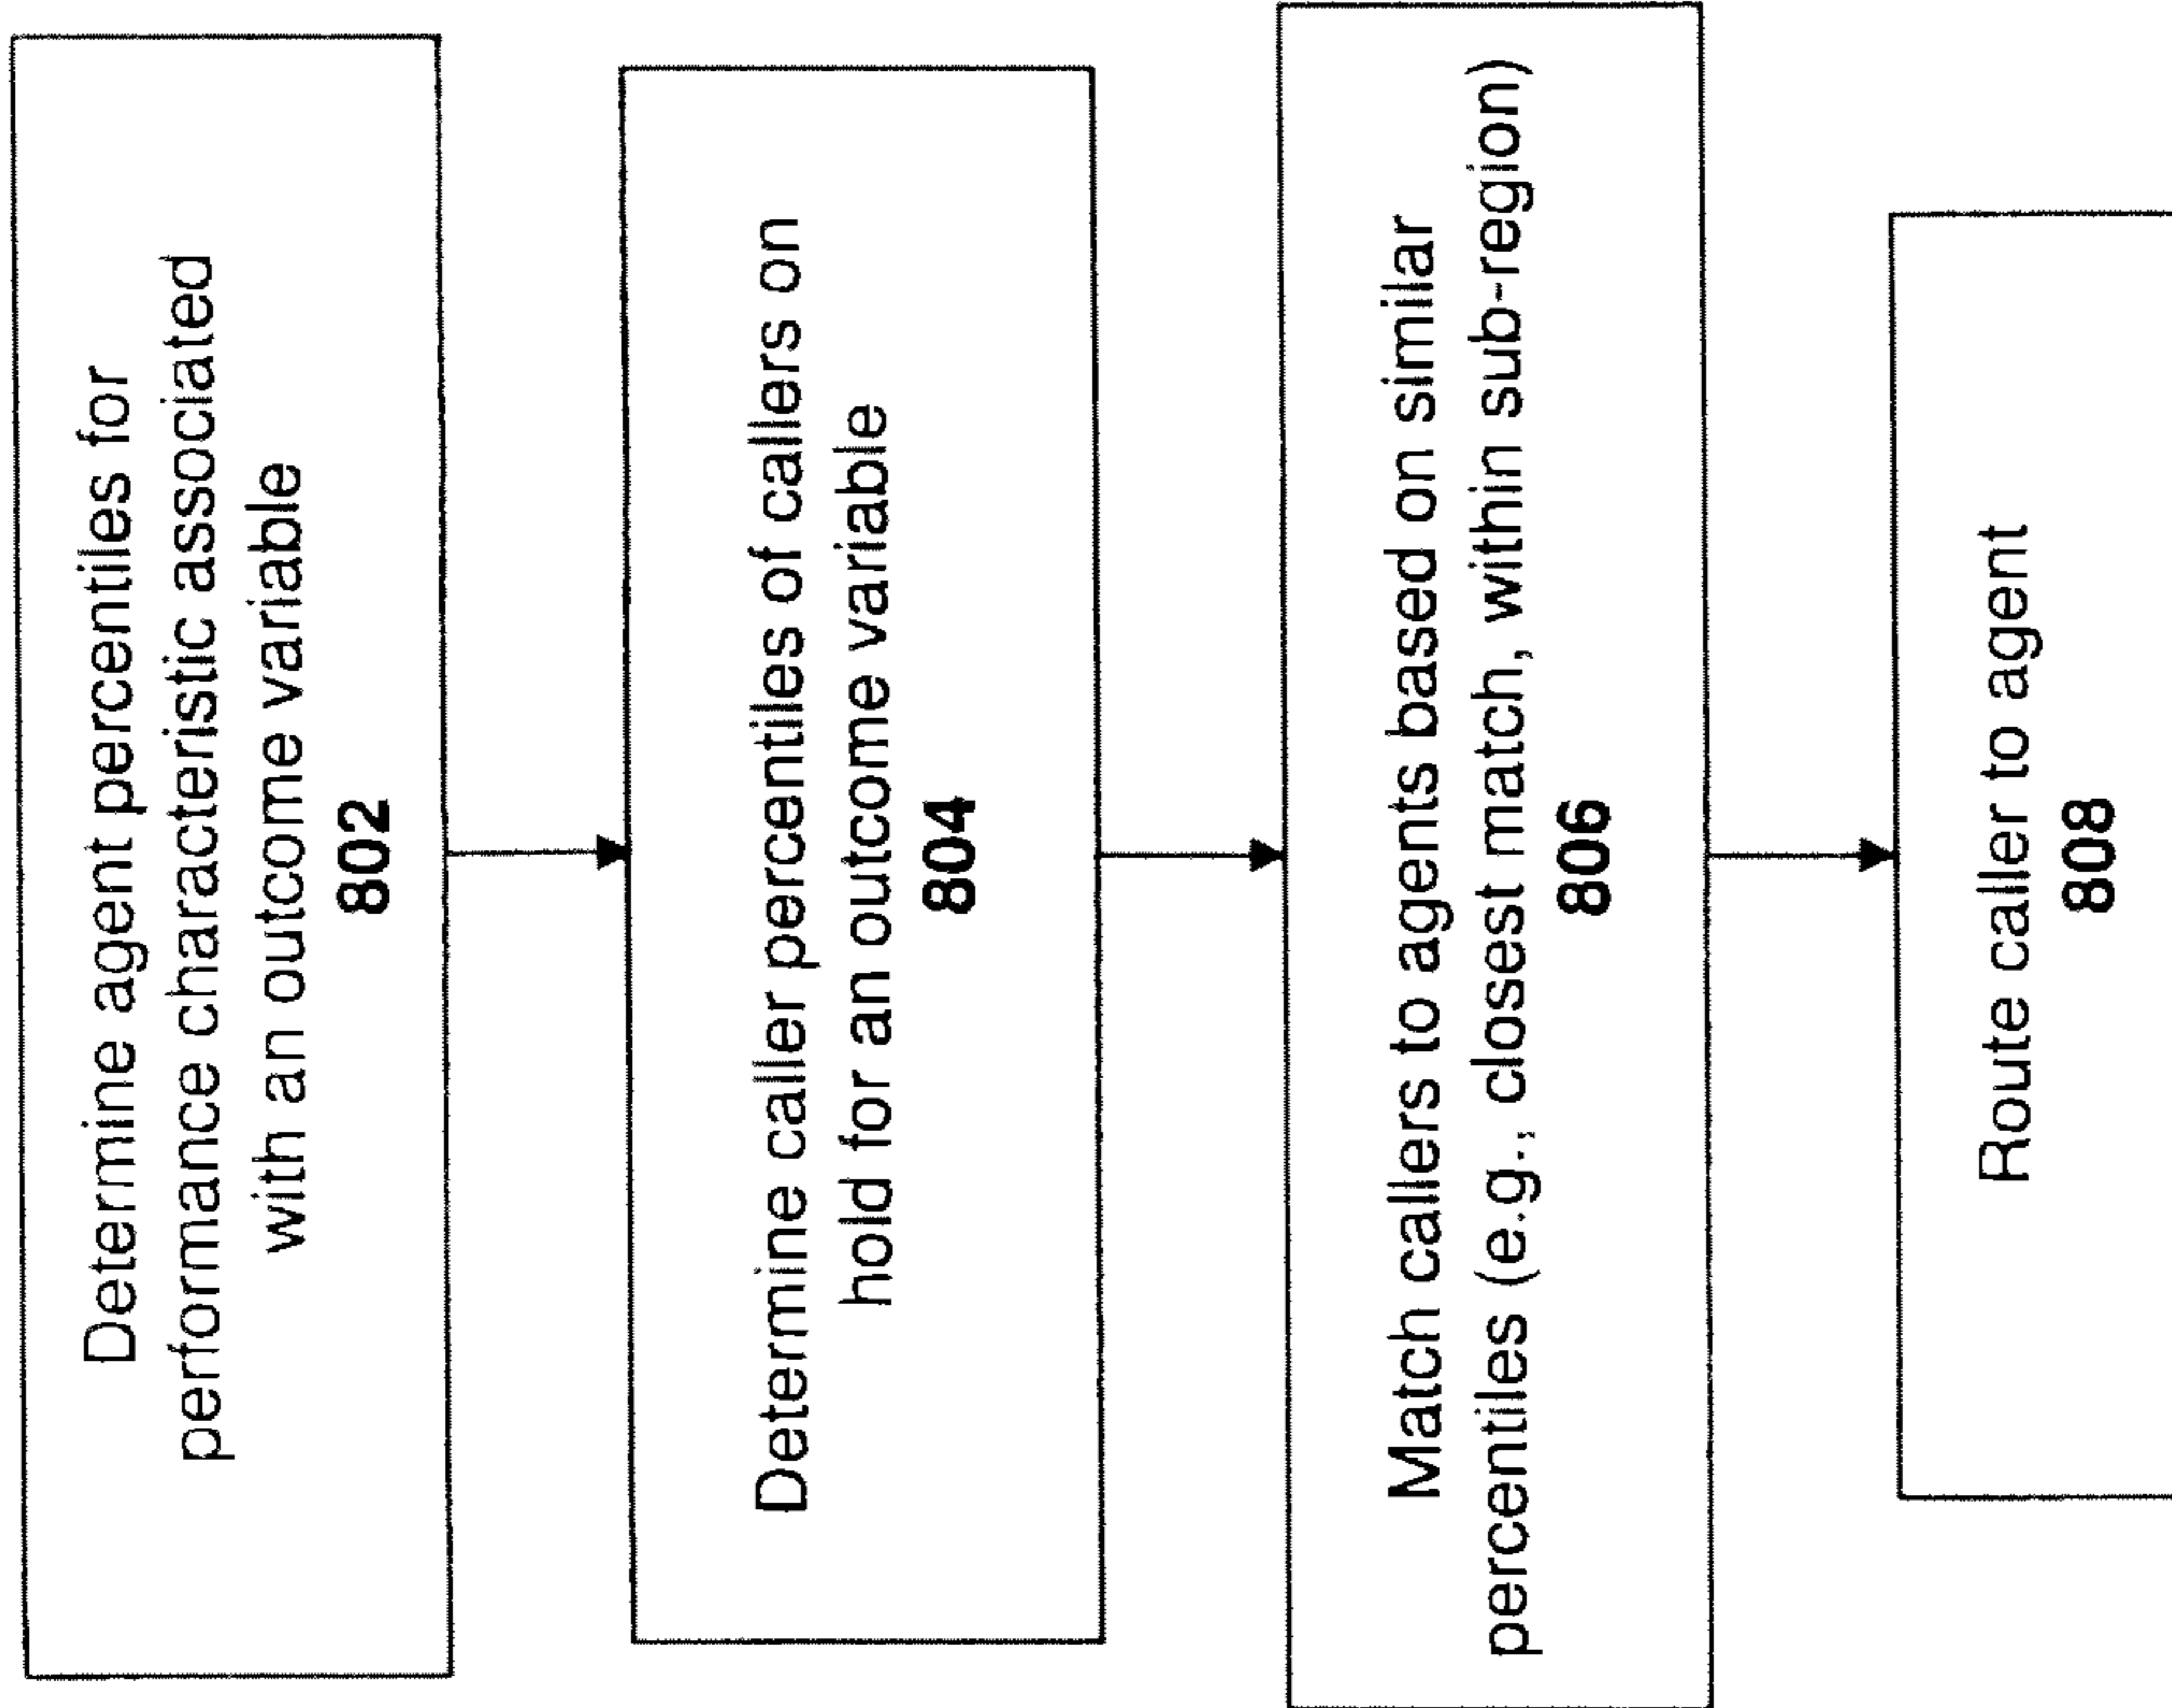 Determine agent percentiles for
performance characteristic associated
with an outcome variable
802
Determine caller percentiles of callers on
hold for an outcome variable
804
Match callers to agents based on similar
percentiles (e.g., closest match, within sub-region)
806
Route caller to agent
808